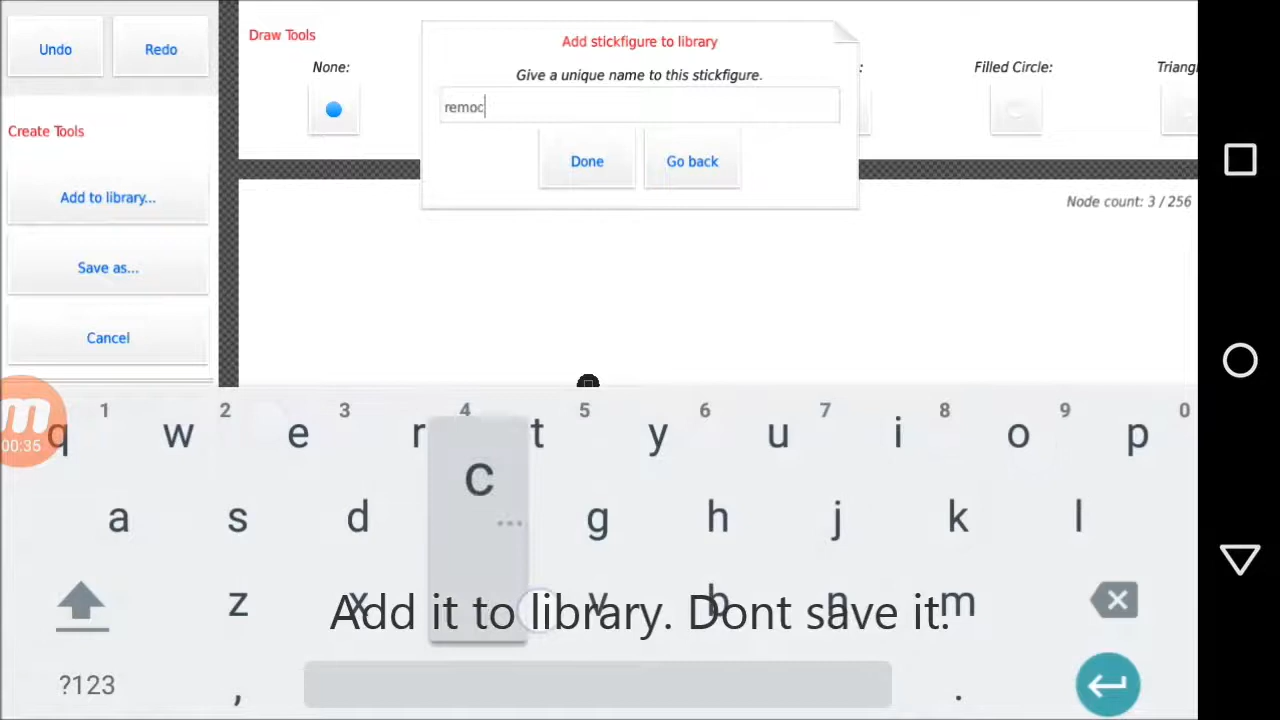 Undo
Redo
Create Tools
Add to library...
Save as...
Cancel
Draw Tools
None:
Filled Circle:
Add stickfigure to library
Give a unique name to this stickfigure.
remoc
Done
Go back
Node count: 3 / 256
00:35
1 2 3 4 5 6 7 8 9 0
q w e r t y u i o p
a s d g h j k l
c
z x v b n m
Add it to library. Dont save it.
?123 , .